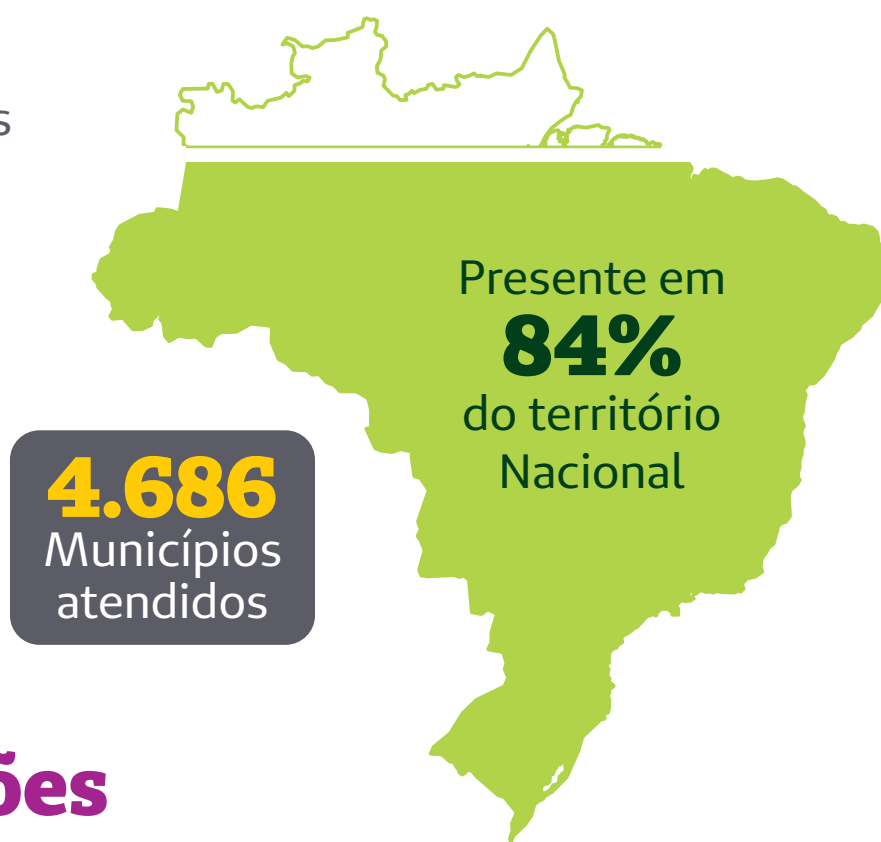 s
Presente em
84%
do território
Nacional
4.686
Municípios
atendidos
ões